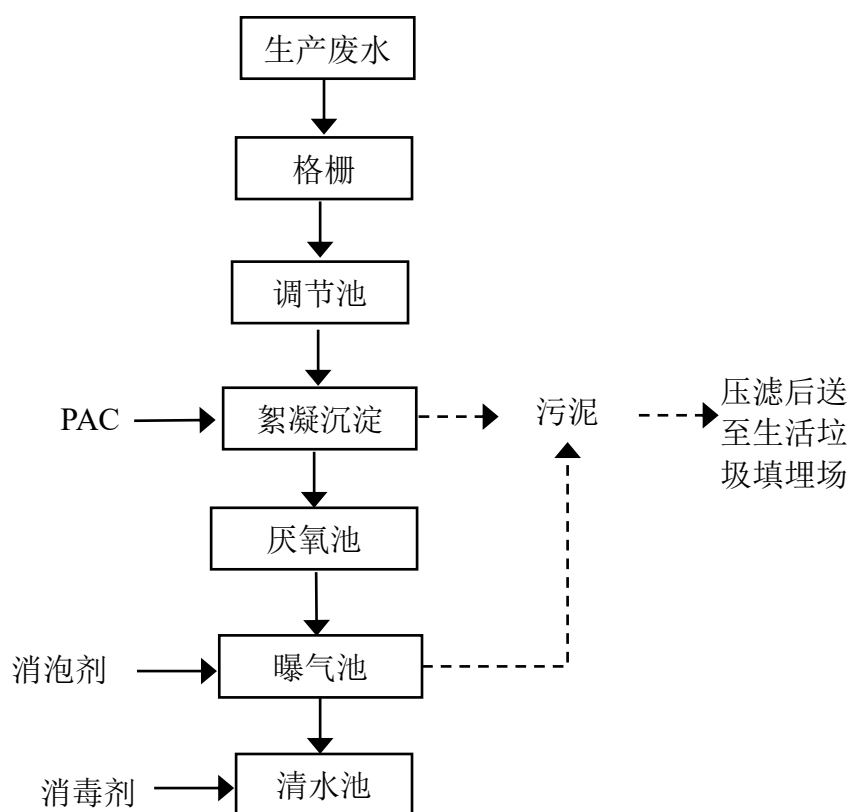 生产废水
格栅
调节池
PAC
絮凝沉淀
污泥
压滤后送
至生活垃
圾填埋场
厌氧池
消泡剂
曝气池
消毒剂
清水池